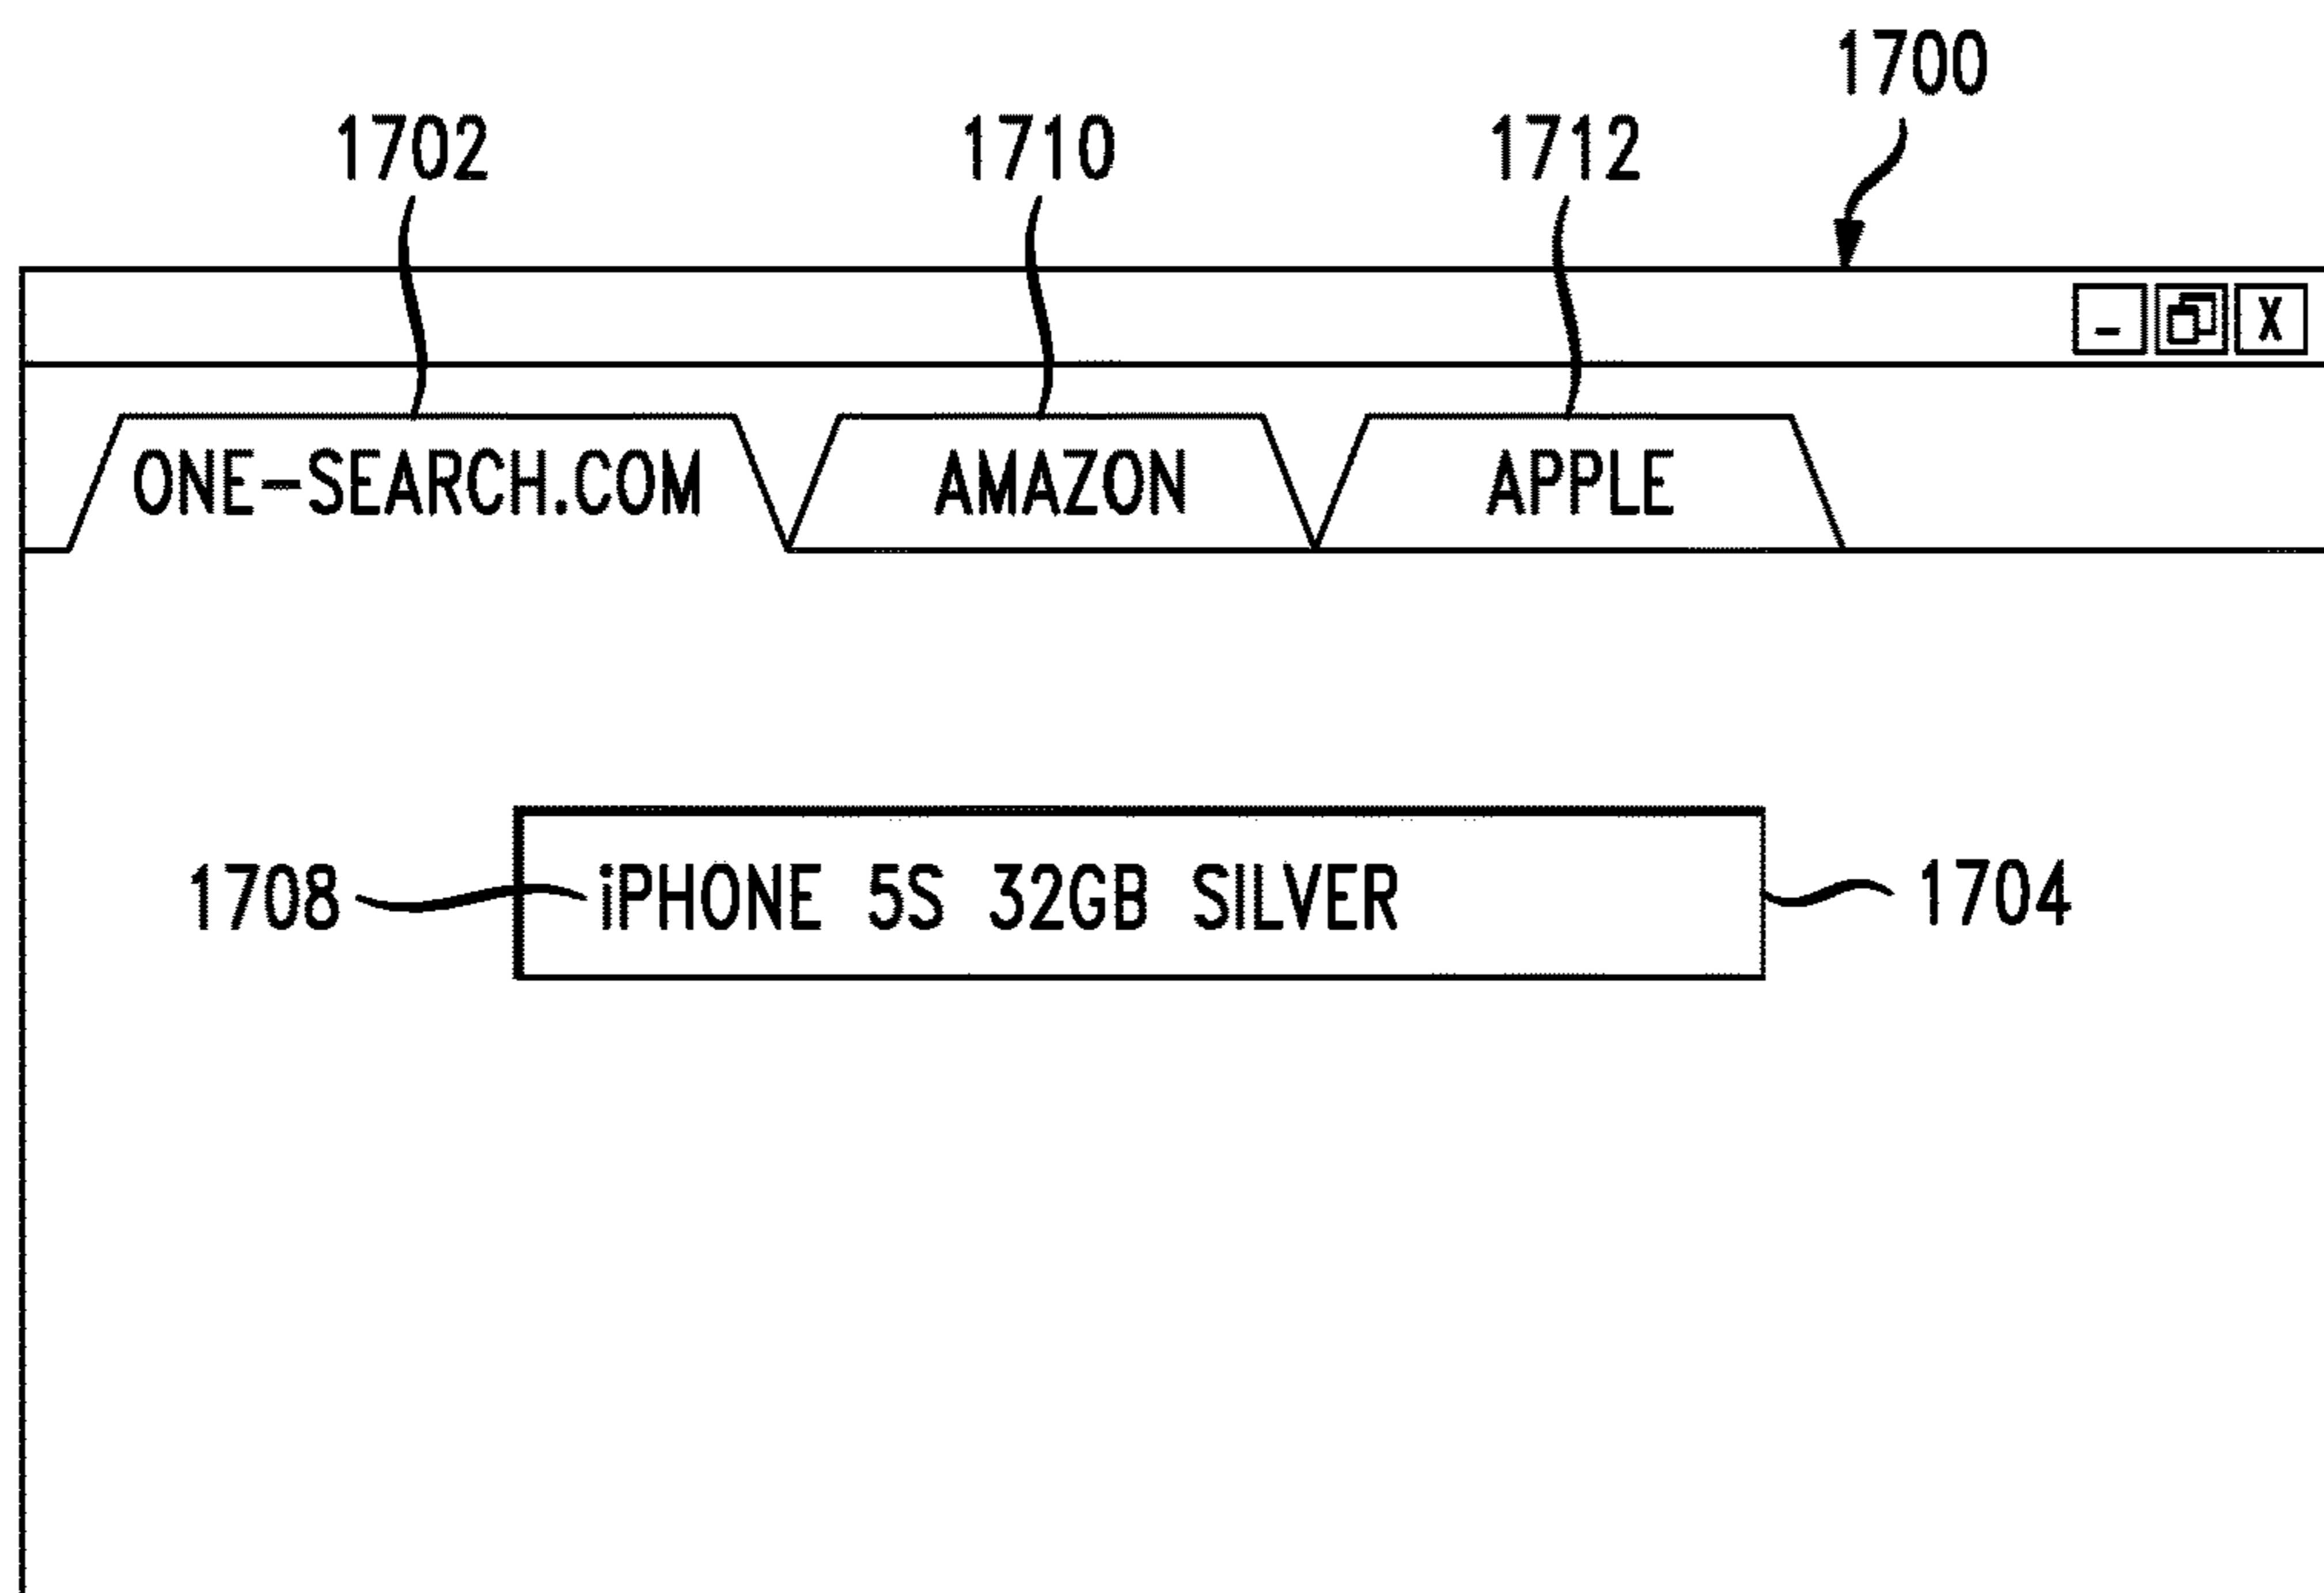 1700
1702 1710 1712
- X
ONE-SEARCH.COM AMAZON APPLE
1708 iPHONE 5S 32GB SILVER 1704